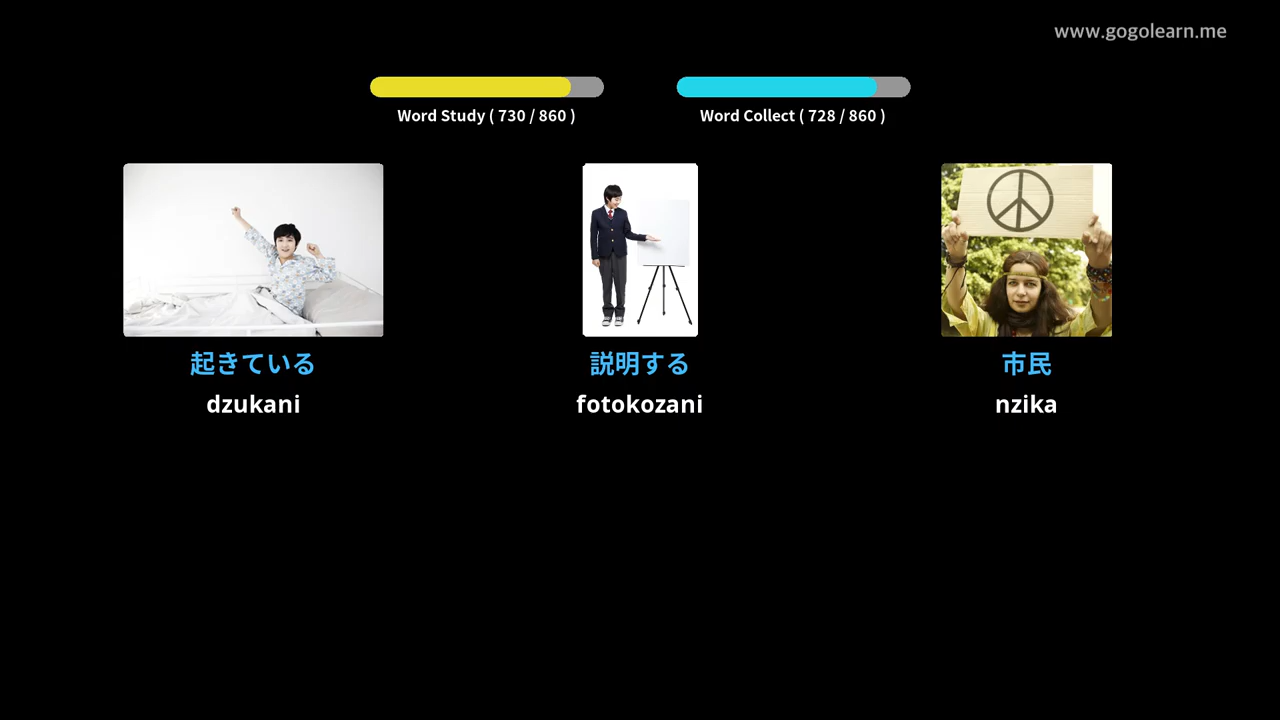 www.gogolearn.me
Word Study ( 730 / 860 )
Word Collect ( 728 / 860 )
起きている
説明する
市民
dzukani
fotokozani
nzika